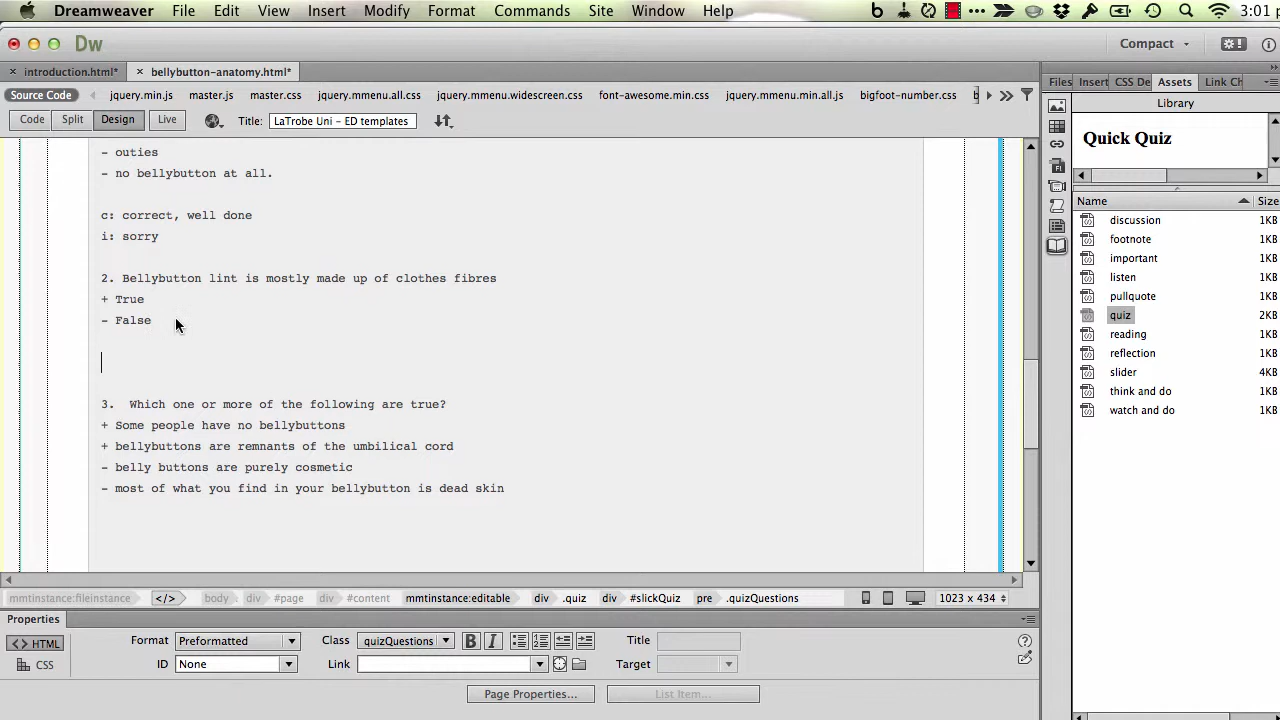 Dreamweaver File Edit View Insert Modify Format Commands Site Window Help 3:01 p
Dw Compact
introduction.html* bellybutton-anatomy.html*
Files Insert CSS De Assets Link Ch
Source Code jquery.min.js master.js master.css jquery.mmenu.all.css jquery.mmenu.widescreen.css font-awesome.min.css jquery.mmenu.min.all.js bigfoot-number.css b
Library
Code Split Design Live Title: LaTrobe Uni - ED templates
Quick Quiz
- outies
- no bellybutton at all.
c: correct, well done
i: sorry
2. Bellybutton lint is mostly made up of clothes fibres
+ True
- False
3. Which one or more of the following are true?
+ Some people have no bellybuttons
+ bellybuttons are remnants of the umbilical cord
- belly buttons are purely cosmetic
- most of what you find in your bellybutton is dead skin
Name Size
discussion 1KB
footnote 1KB
important 1KB
listen 1KB
pullquote 1KB
quiz 2KB
reading 1KB
reflection 1KB
slider 4KB
think and do 1KB
watch and do 1KB
mmtinstance:fileinstance </> body div #page div #content mmtinstance:editable div .quiz div #slickQuiz pre .quizQuestions 1023 x 434
Properties
<> HTML Format Preformatted Class quizQuestions B I Title
CSS ID None Link Target
Page Properties... List Item...